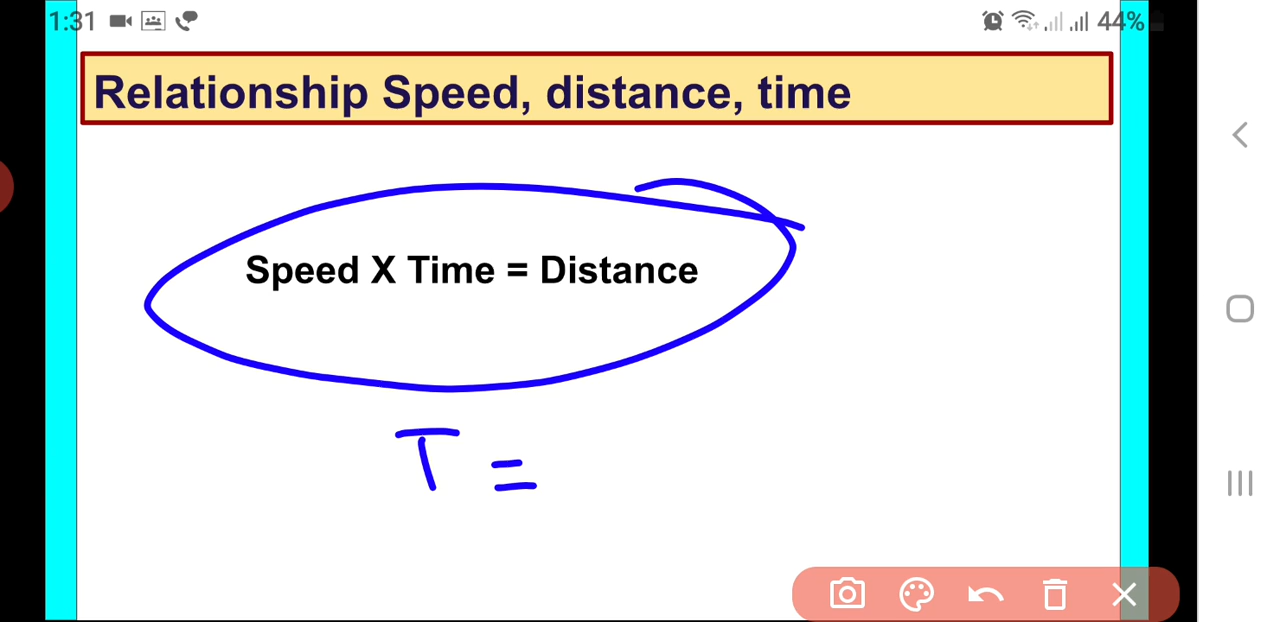 1:31 44%
Relationship Speed, distance, time
Speed X Time = Distance
T =